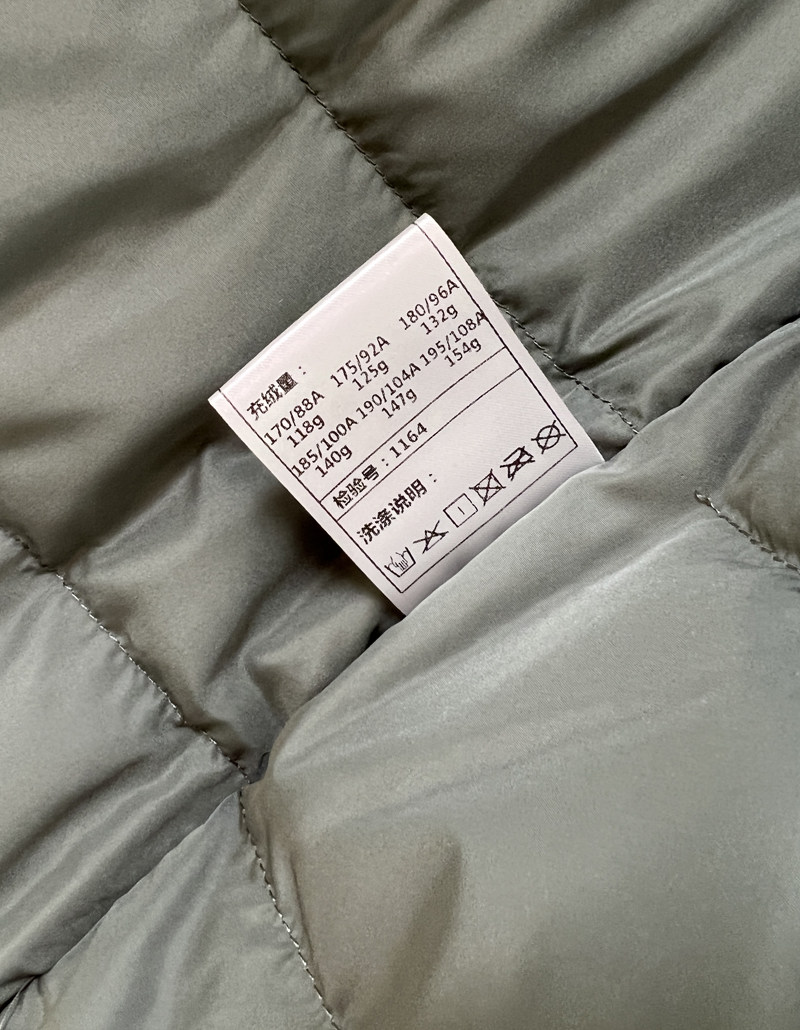 充绒量：
170/88A 175/92A 180/96A
118g 125g 132g
185/100A 190/104A 195/108A
140g 147g 154g
检验号：1164
洗涤说明：